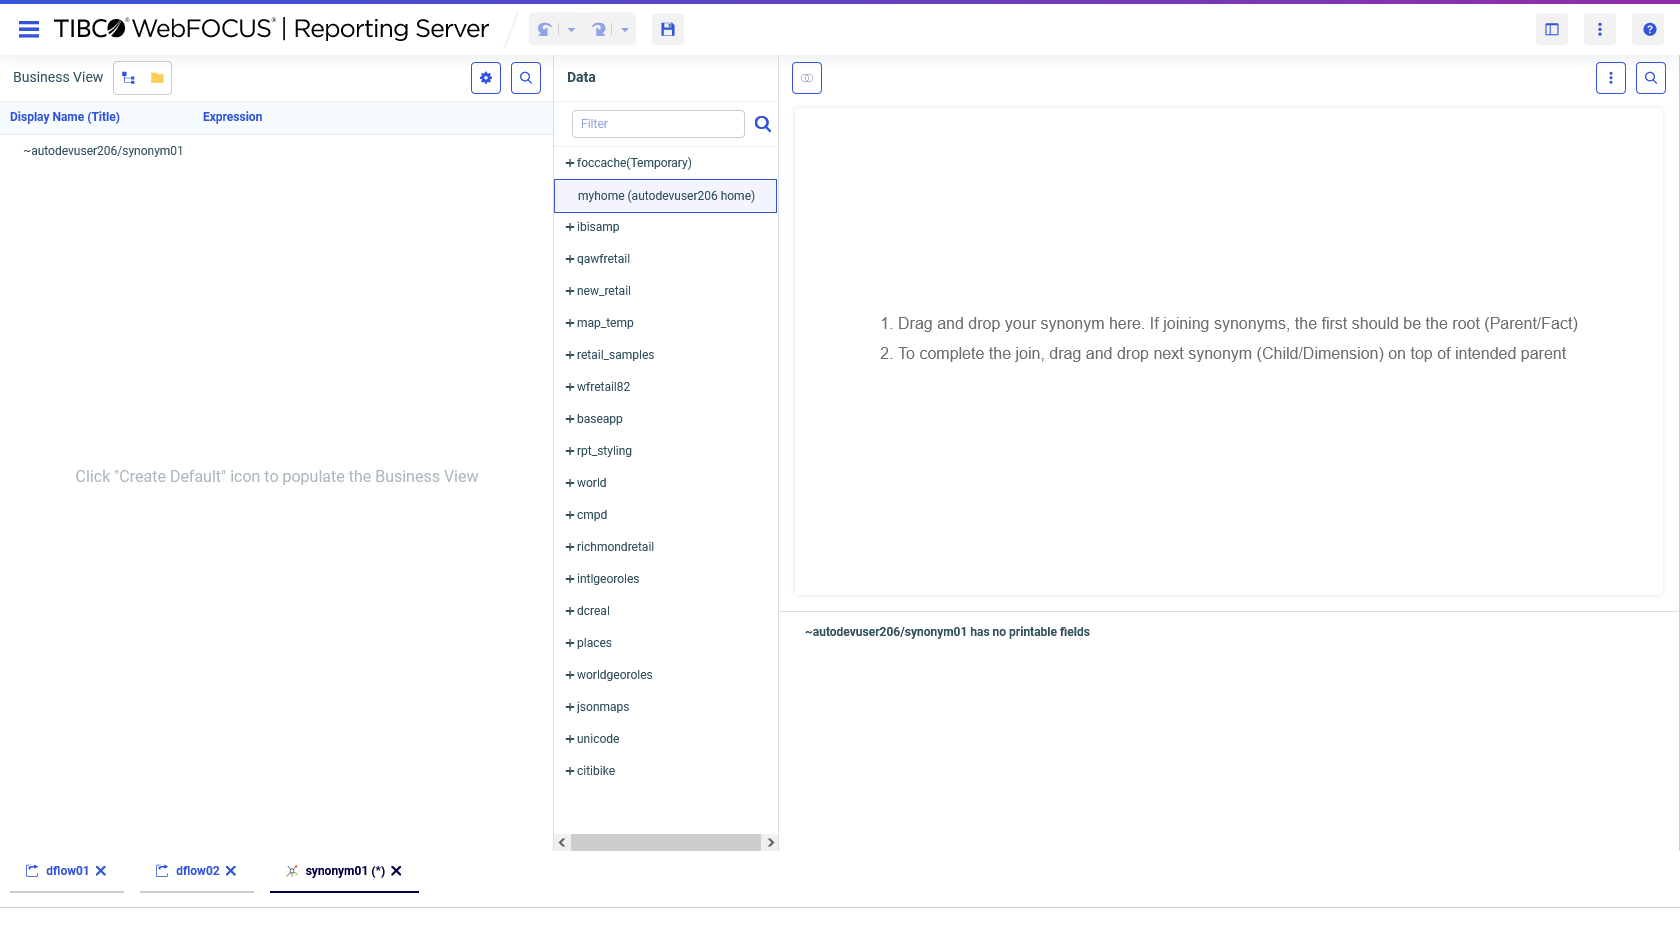 TIBCO® WebFOCUS® | Reporting Server
Business View
Display Name (Title) Expression
~autodevuser206/synonym01
Click "Create Default" icon to populate the Business View
Data
Filter
foccache(Temporary)
myhome (autodevuser206 home)
ibisamp
qawfretail
new_retail
map_temp
retail_samples
wfretail82
baseapp
rpt_styling
world
cmpd
richmondretail
intlgeoroles
dcreal
places
worldgeoroles
jsonmaps
unicode
citibike
1. Drag and drop your synonym here. If joining synonyms, the first should be the root (Parent/Fact)
2. To complete the join, drag and drop next synonym (Child/Dimension) on top of intended parent
~autodevuser206/synonym01 has no printable fields
dflow01
dflow02
synonym01 (*)